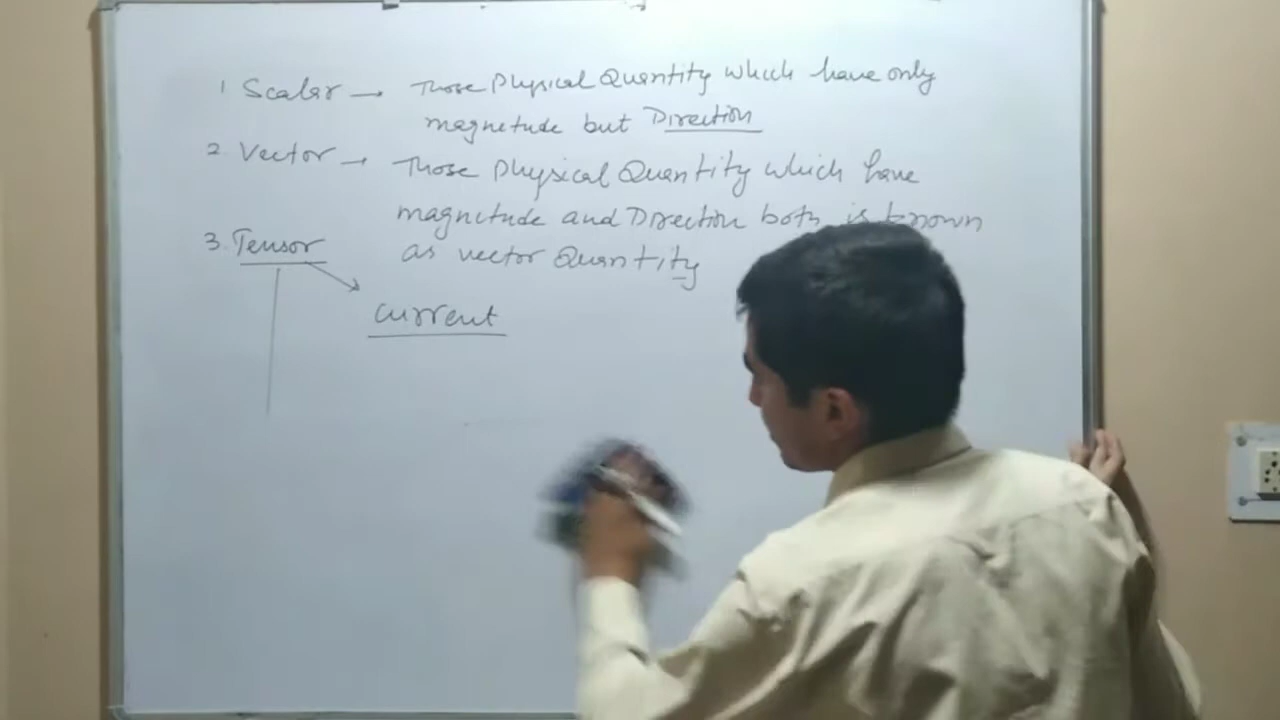 1 Scalar → Those Physical Quantity which have only
magnetude but Direction
2 Vector → Those Physical Quantity which have
magnitude and Direction both is known
as vector Quantity
3. Tensor
current